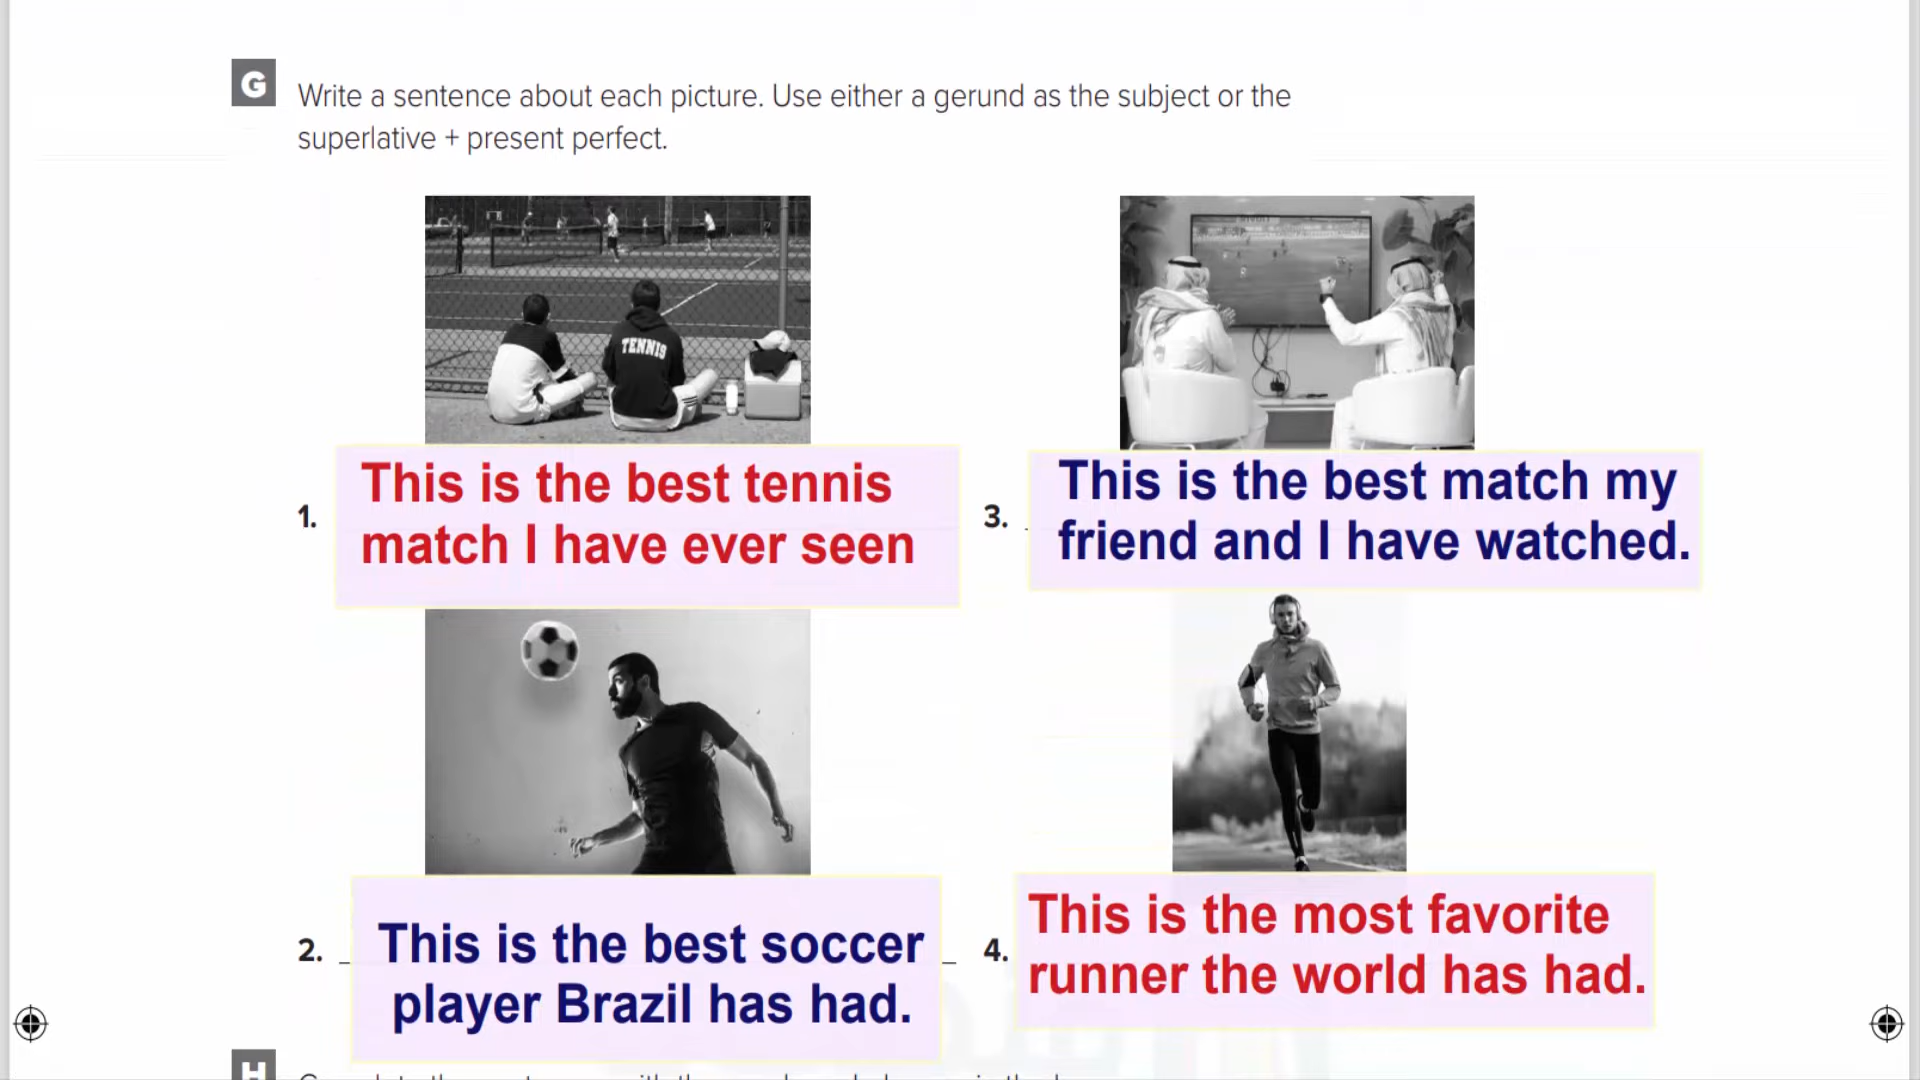 G
Write a sentence about each picture. Use either a gerund as the subject or the
superlative + present perfect.
TENNIS
1.
This is the best tennis
match I have ever seen
3.
This is the best match my
friend and I have watched.
2.
This is the best soccer
player Brazil has had.
4.
This is the most favorite
runner the world has had.
H